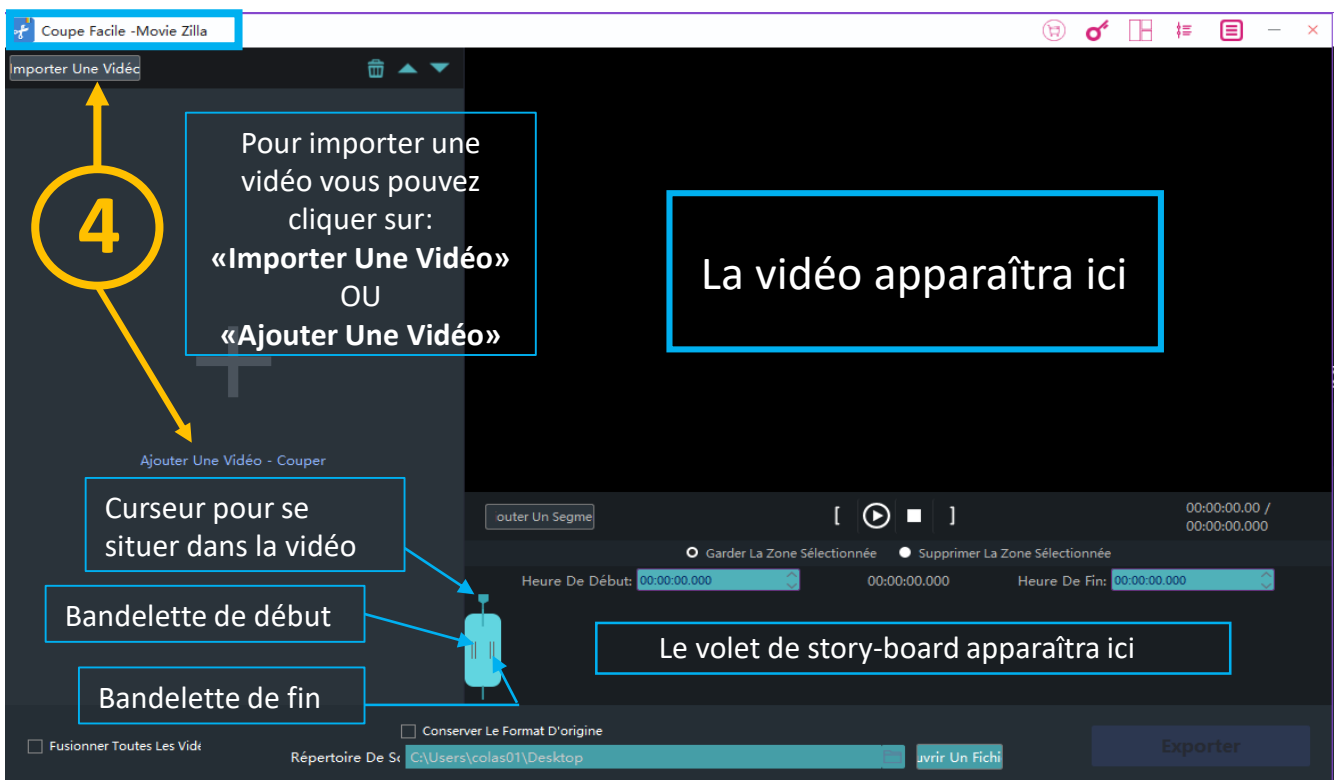 Coupe Facile -Movie Zilla
Importer Une Vidéc
4
Pour importer une
vidéo vous pouvez
cliquer sur:
«Importer Une Vidéo»
OU
«Ajouter Une Vidéo»
La vidéo apparaîtra ici
Ajouter Une Vidéo - Couper
Curseur pour se
situer dans la vidéo
Bandelette de début
Bandelette de fin
outer Un Segme
[ ]
00:00:00.00 /
00:00:00.000
Garder La Zone Sélectionnée Supprimer La Zone Sélectionnée
Heure De Début: 00:00:00.000 00:00:00.000 Heure De Fin: 00:00:00.000
Le volet de story-board apparaîtra ici
Conserver Le Format D'origine
Fusionner Toutes Les Vidé
Répertoire De So C:\Users\colas01\Desktop uvrir Un Fichi
Exporter